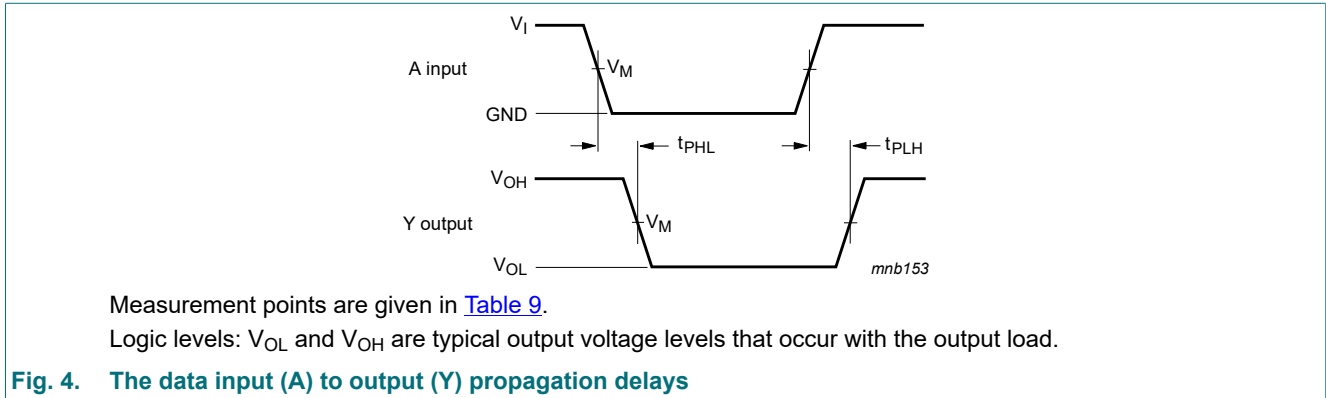 V_I
A input
V_M
GND
t_PHL
t_PLH
V_OH
Y output
V_M
V_OL
mnb153
Measurement points are given in Table 9.
Logic levels: V_OL and V_OH are typical output voltage levels that occur with the output load.
Fig. 4. The data input (A) to output (Y) propagation delays